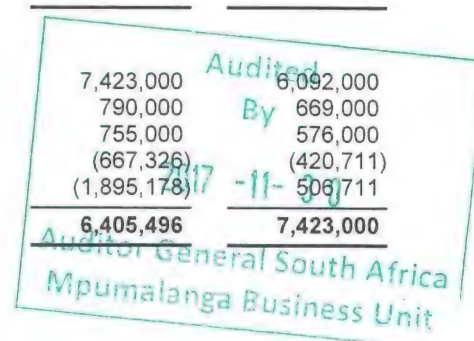 Audited
7,423,000 6,092,000
By
790,000 669,000
755,000 576,000
(667,326) (420,711)
2017 -11- 30
(1,895,178) 506,711
6,405,496 7,423,000
Auditor General South Africa
Mpumalanga Business Unit